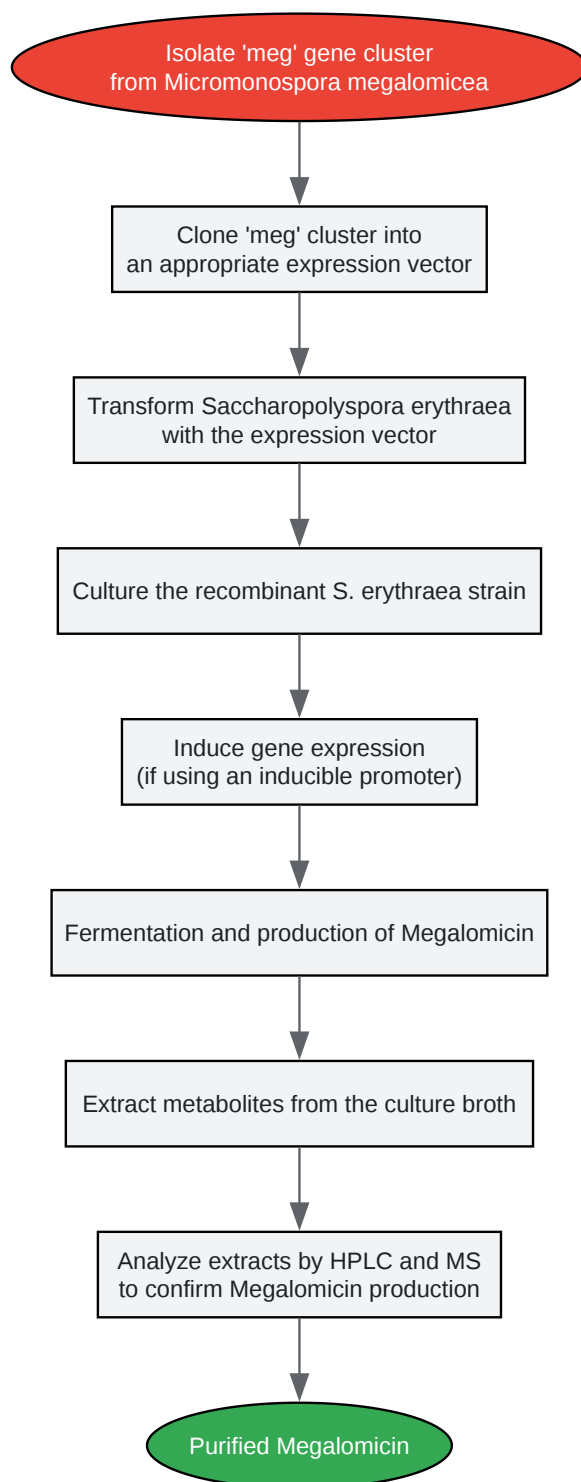 Isolate 'meg' gene cluster
from Micromonospora megalomicea
Clone 'meg' cluster into
an appropriate expression vector
Transform Saccharopolyspora erythraea
with the expression vector
Culture the recombinant S. erythraea strain
Induce gene expression
(if using an inducible promoter)
Fermentation and production of Megalomicin
Extract metabolites from the culture broth
Analyze extracts by HPLC and MS
to confirm Megalomicin production
Purified Megalomicin